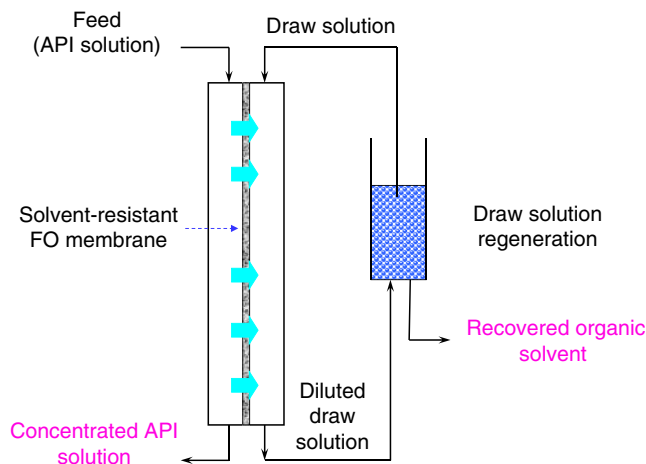 Feed
(API solution)
Draw solution
Solvent-resistant
FO membrane
Draw solution
regeneration
Recovered organic
solvent
Diluted
draw
solution
Concentrated API
solution